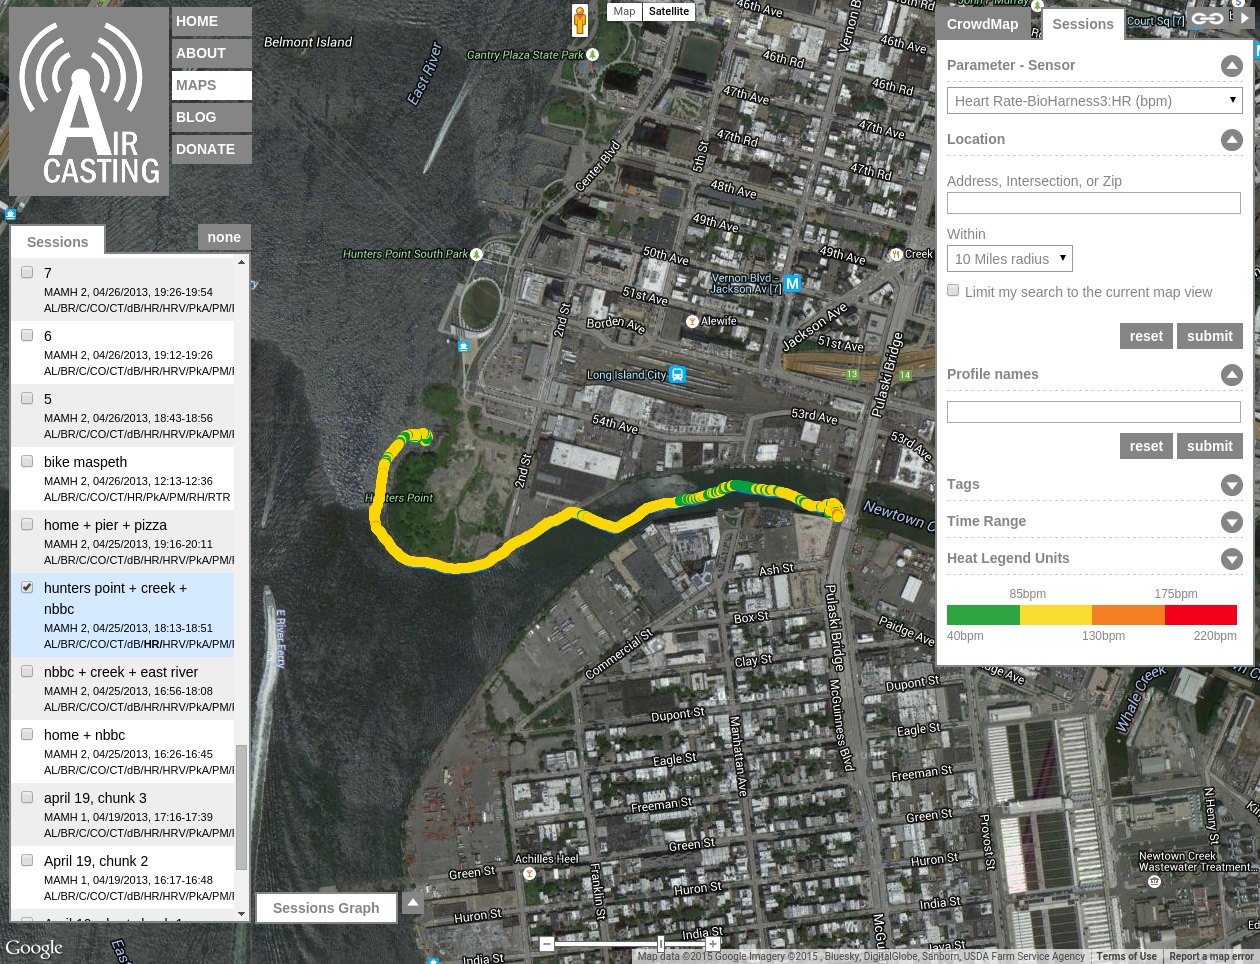 AIR
CASTING
HOME
ABOUT
MAPS
BLOG
DONATE
Sessions
none
7
MAMH 2, 04/26/2013, 19:26-19:54
AL/BR/C/CO/CT/dB/HR/HRV/PkA/PM/
6
MAMH 2, 04/26/2013, 19:12-19:26
AL/BR/C/CO/CT/dB/HR/HRV/PkA/PM/
5
MAMH 2, 04/26/2013, 18:43-18:56
AL/BR/C/CO/CT/dB/HR/HRV/PkA/PM/
bike maspeth
MAMH 2, 04/26/2013, 12:13-12:36
AL/BR/C/CO/CT/HR/PkA/PM/RH/RTR
home + pier + pizza
MAMH 2, 04/25/2013, 19:16-20:11
AL/BR/C/CO/CT/dB/HR/HRV/PkA/PM/
hunters point + creek +
nbbc
MAMH 2, 04/25/2013, 18:13-18:51
AL/BR/C/CO/CT/dB/HR/HRV/PkA/PM/
nbbc + creek + east river
MAMH 2, 04/25/2013, 16:56-18:08
AL/BR/C/CO/CT/dB/HR/HRV/PkA/PM/
home + nbbc
MAMH 2, 04/25/2013, 16:26-16:45
AL/BR/C/CO/CT/dB/HR/HRV/PkA/PM/
april 19, chunk 3
MAMH 1, 04/19/2013, 17:16-17:39
AL/BR/C/CO/CT/dB/HR/HRV/PkA/PM/
April 19, chunk 2
MAMH 1, 04/19/2013, 16:17-16:48
AL/BR/C/CO/CT/dB/HR/HRV/PkA/PM/
Google
Sessions Graph
Map
Satellite
Belmont Island
East River
Gantry Plaza State Park
46th Ave
46th Ave
46th Rd
46th Rd
47th Ave
47th Ave
47th Rd
47th Rd
5th St
Center Blvd
48th Ave
49th Ave
49th Ave
50th Ave
Hunters Point South Park
Vernon Blvd -
Jackson Av [7]
M
Creek
51st Ave
51st Ave
Borden Ave
Alewife
Jackson Ave
2nd St
Long Island City
13
14
Pulaski Bridge
53rd Ave
53rd Ave
54th Ave
2nd St
Hunters Point
Newtown C
E River Ferry
Ash St
Box St
Clay St
Commercial St
Pulaski Bridge
McGuinness Blvd
Paidge Ave
Dupont St
Dupont St
Manhattan Ave
Eagle St
Eagle St
Freeman St
Freeman St
Green St
Green St
Green St
Huron St
Huron St
Huron St
India St
India St
India St
Java St
Achilles Heel
Franklin St
Provost St
Whale Creek
N Henry St
Newtown Creek
Wastewater Treatment...
Court Sq [7]
CrowdMap
Sessions
Parameter - Sensor
Heart Rate-BioHarness3:HR (bpm)
Location
Address, Intersection, or Zip
Within
10 Miles radius
Limit my search to the current map view
reset
submit
Profile names
reset
submit
Tags
Time Range
Heat Legend Units
85bpm
175bpm
40bpm
130bpm
220bpm
Map data ©2015 Google Imagery ©2015 , Bluesky, DigitalGlobe, Sanborn, USDA Farm Service Agency
Terms of Use
Report a map error